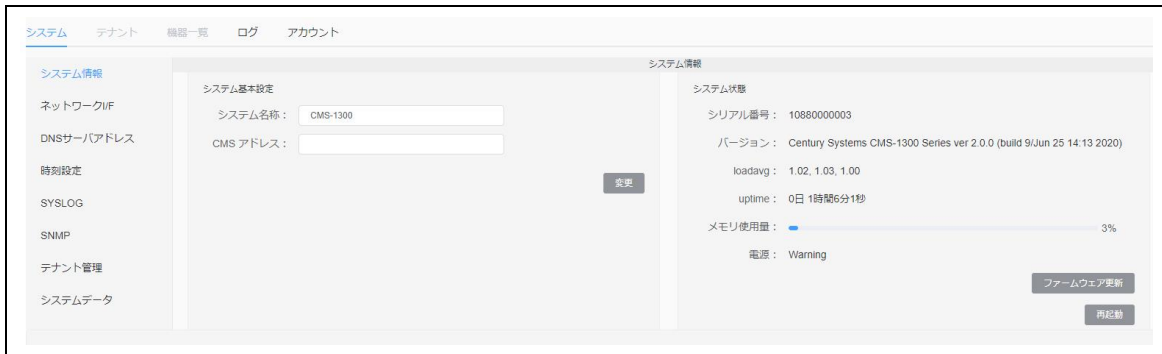 システム テナント 機器一覧 ログ アカウント
システム情報
ネットワークI/F
DNSサーバアドレス
時刻設定
SYSLOG
SNMP
テナント管理
システムデータ
システム情報
システム基本設定
システム名称： CMS-1300
CMS アドレス：
変更
システム状態
シリアル番号： 10880000003
バージョン： Century Systems CMS-1300 Series ver 2.0.0 (build 9/Jun 25 14:13 2020)
loadavg： 1.02, 1.03, 1.00
uptime： 0日 1時間6分1秒
メモリ使用量： 3%
電源： Warning
ファームウェア更新
再起動